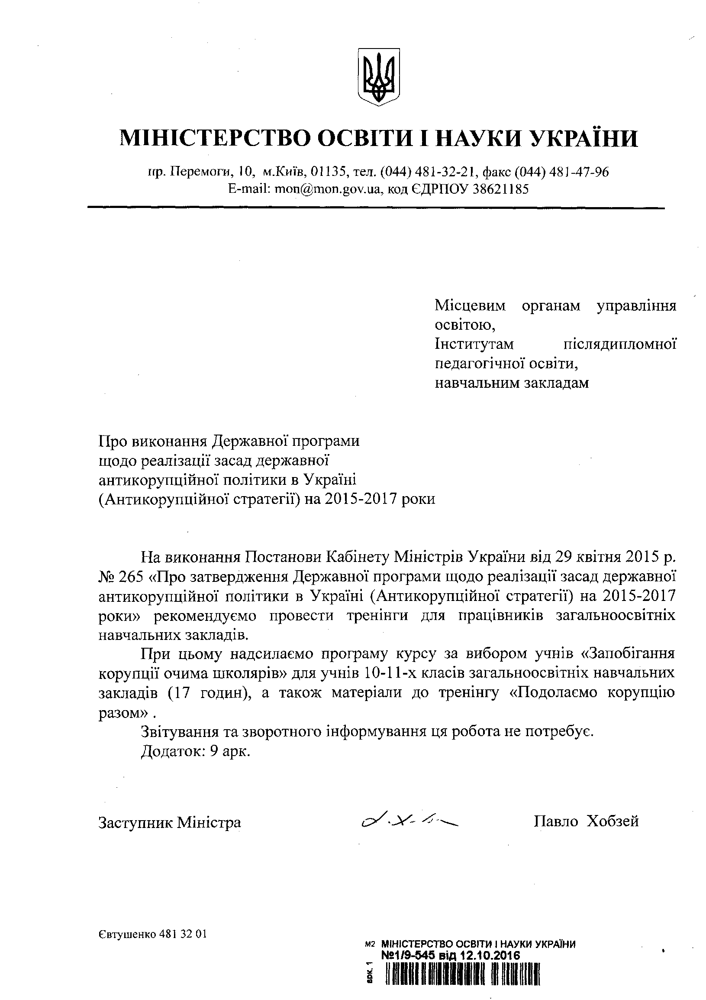 МІНІСТЕРСТВО ОСВІТИ І НАУКИ УКРАЇНИ
пр. Перемоги, 10, м.Київ, 01135, тел. (044) 481-32-21, факс (044) 481-47-96
E-mail: mon@mon.gov.ua, код ЄДРПОУ 38621185
Місцевим органам управління
освітою,
Інститутам післядипломної
педагогічної освіти,
навчальним закладам
Про виконання Державної програми
щодо реалізації засад державної
антикорупційної політики в Україні
(Антикорупційної стратегії) на 2015-2017 роки
На виконання Постанови Кабінету Міністрів України від 29 квітня 2015 р.
№ 265 «Про затвердження Державної програми щодо реалізації засад державної
антикорупційної політики в Україні (Антикорупційної стратегії) на 2015-2017
роки» рекомендуємо провести тренінги для працівників загальноосвітніх
навчальних закладів.
При цьому надсилаємо програму курсу за вибором учнів «Запобігання
корупції очима школярів» для учнів 10-11-х класів загальноосвітніх навчальних
закладів (17 годин), а також матеріали до тренінгу «Подолаємо корупцію
разом» .
Звітування та зворотного інформування ця робота не потребує.
Додаток: 9 арк.
Заступник Міністра Павло Хобзей
Євтушенко 481 32 01
М2 МІНІСТЕРСТВО ОСВІТИ І НАУКИ УКРАЇНИ
№1/9-545 від 12.10.2016
арк. 1